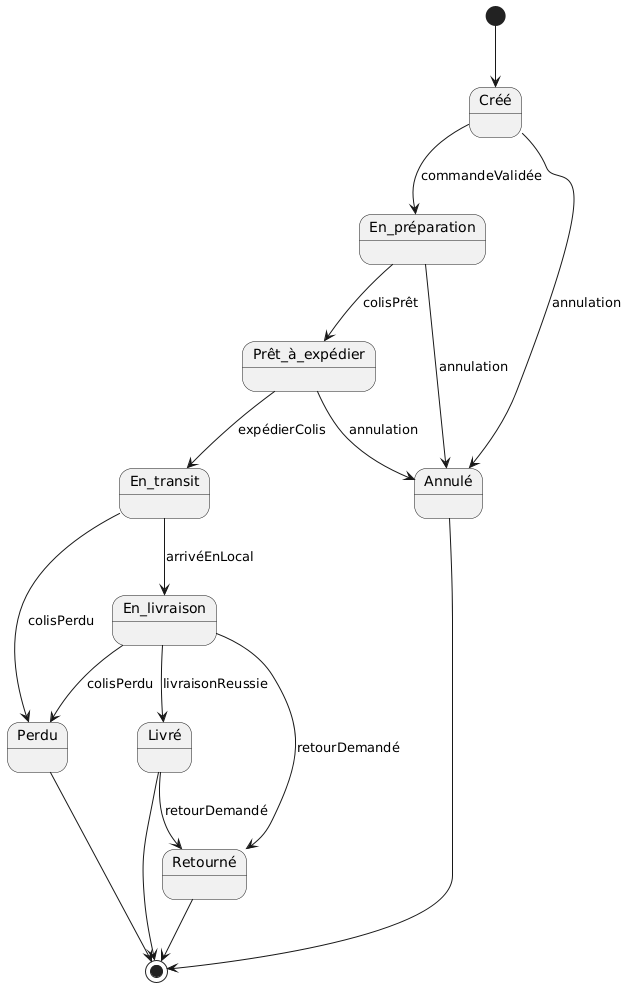 Créé
commandeValidée
En_préparation
colisPrêt
annulation
annulation
Prêt_à_expédier
expédierColis
annulation
En_transit
Annulé
arrivéEnLocal
En_livraison
colisPerdu
colisPerdu
livraisonReussie
Perdu
Livré
retourDemandé
retourDemandé
Retourné